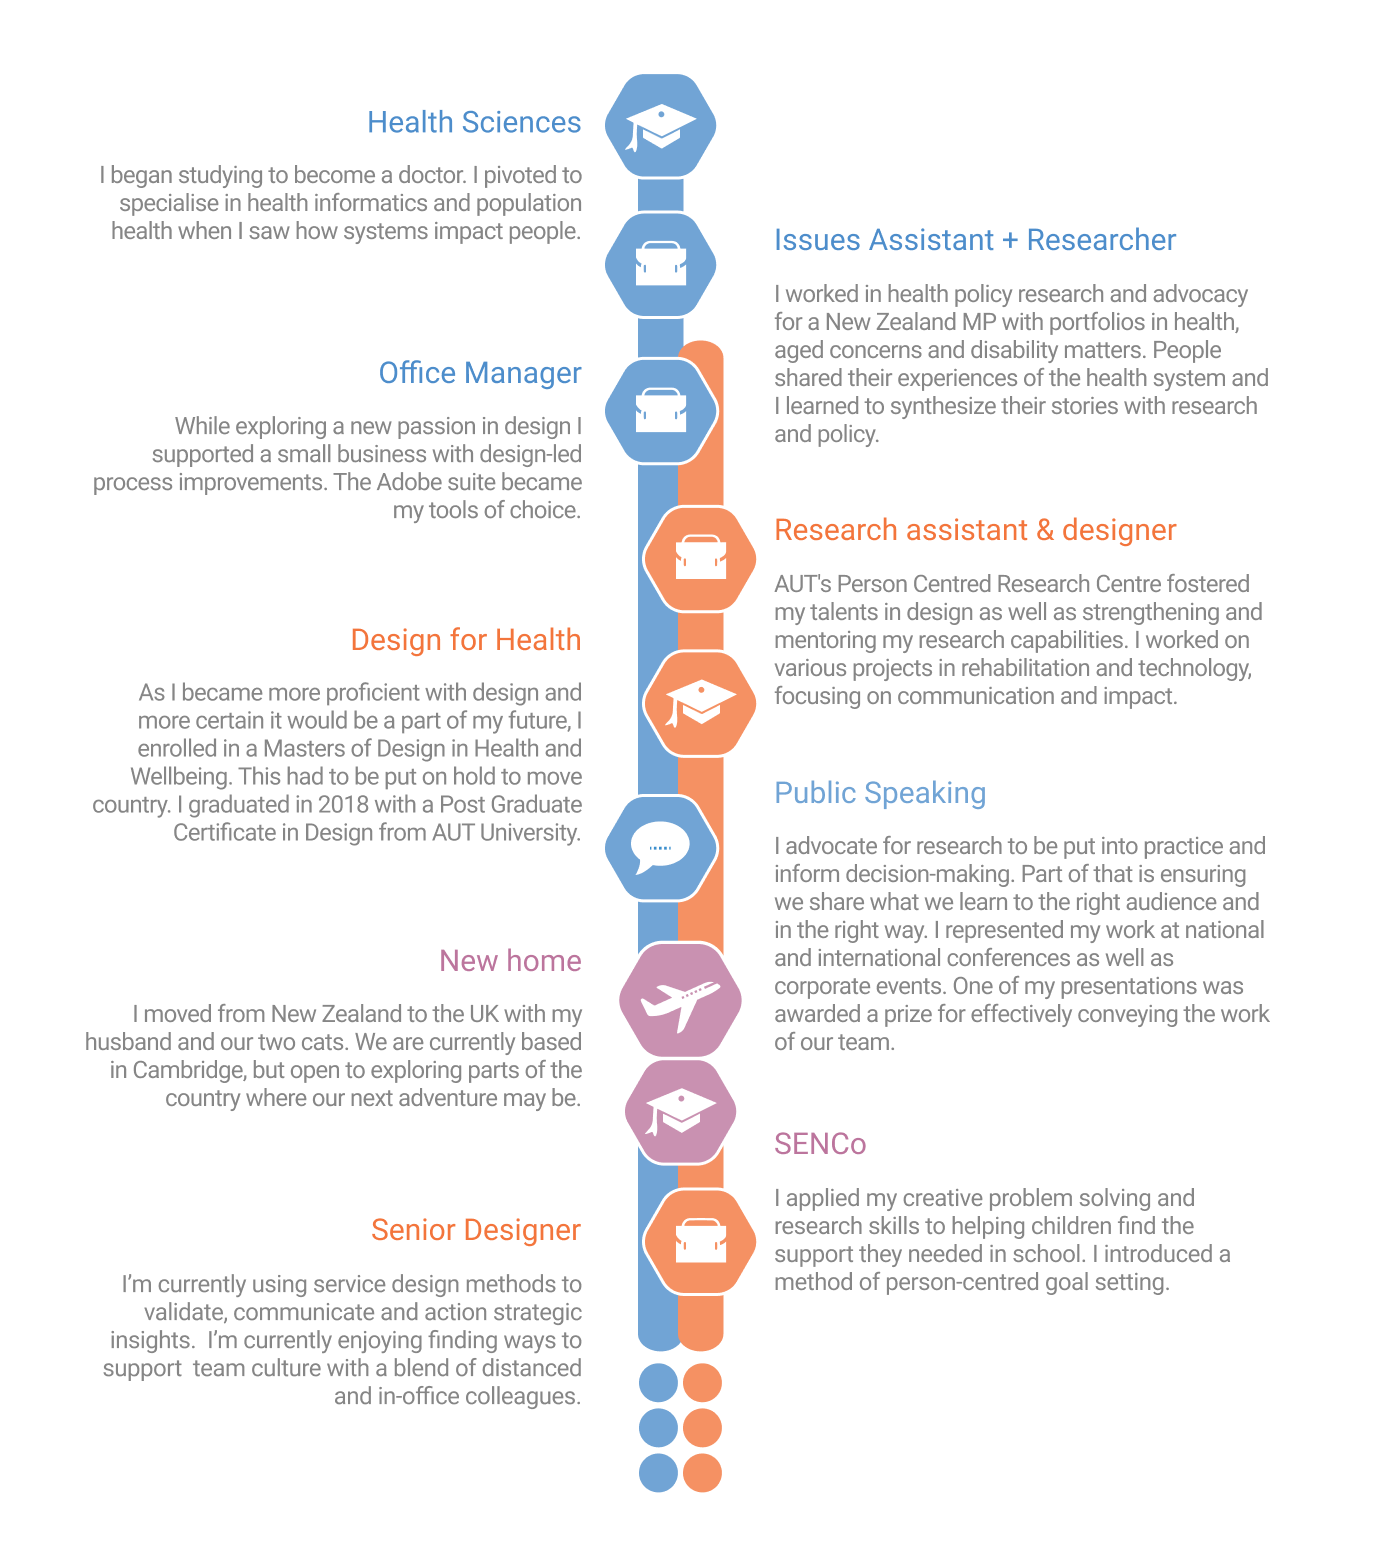 Health Sciences
I began studying to become a doctor. I pivoted to
specialise in health informatics and population
health when I saw how systems impact people.
Issues Assistant + Researcher
I worked in health policy research and advocacy
for a New Zealand MP with portfolios in health,
aged concerns and disability matters. People
shared their experiences of the health system and
I learned to synthesize their stories with research
and policy.
Office Manager
While exploring a new passion in design I
supported a small business with design-led
process improvements. The Adobe suite became
my tools of choice.
Research assistant & designer
AUT's Person Centred Research Centre fostered
my talents in design as well as strengthening and
mentoring my research capabilities. I worked on
various projects in rehabilitation and technology,
focusing on communication and impact.
Design for Health
As I became more proficient with design and
more certain it would be a part of my future, I
enrolled in a Masters of Design in Health and
Wellbeing. This had to be put on hold to move
country. I graduated in 2018 with a Post Graduate
Certificate in Design from AUT University.
Public Speaking
I advocate for research to be put into practice and
inform decision-making. Part of that is ensuring
we share what we learn to the right audience and
in the right way. I represented my work at national
and international conferences as well as
corporate events. One of my presentations was
awarded a prize for effectively conveying the work
of our team.
New home
I moved from New Zealand to the UK with my
husband and our two cats. We are currently based
in Cambridge, but open to exploring parts of the
country where our next adventure may be.
SENCo
I applied my creative problem solving and
research skills to helping children find the
support they needed in school. I introduced a
method of person-centred goal setting.
Senior Designer
I’m currently using service design methods to
validate, communicate and action strategic
insights.  I’m currently enjoying finding ways to
support  team culture with a blend of distanced
and in-office colleagues.